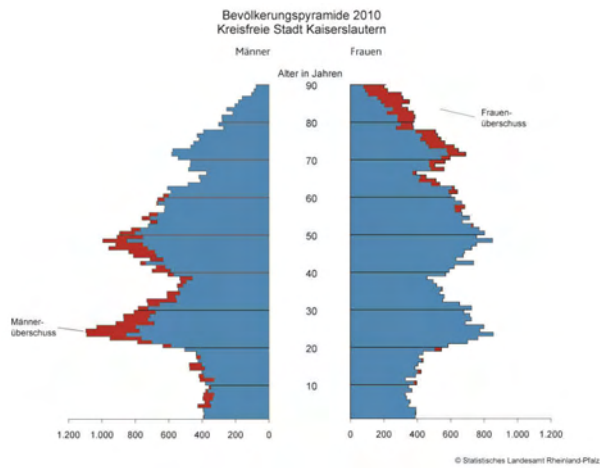 Bevölkerungspyramide 2010
Kreisfreie Stadt Kaiserslautern
Männer
Frauen
Alter in Jahren
90
80
70
60
50
40
30
20
10
Frauen-
überschuss
Männer-
überschuss
1.200 1.000 800 600 400 200 0
0 200 400 600 800 1.000 1.200
© Statistisches Landesamt Rheinland-Pfalz